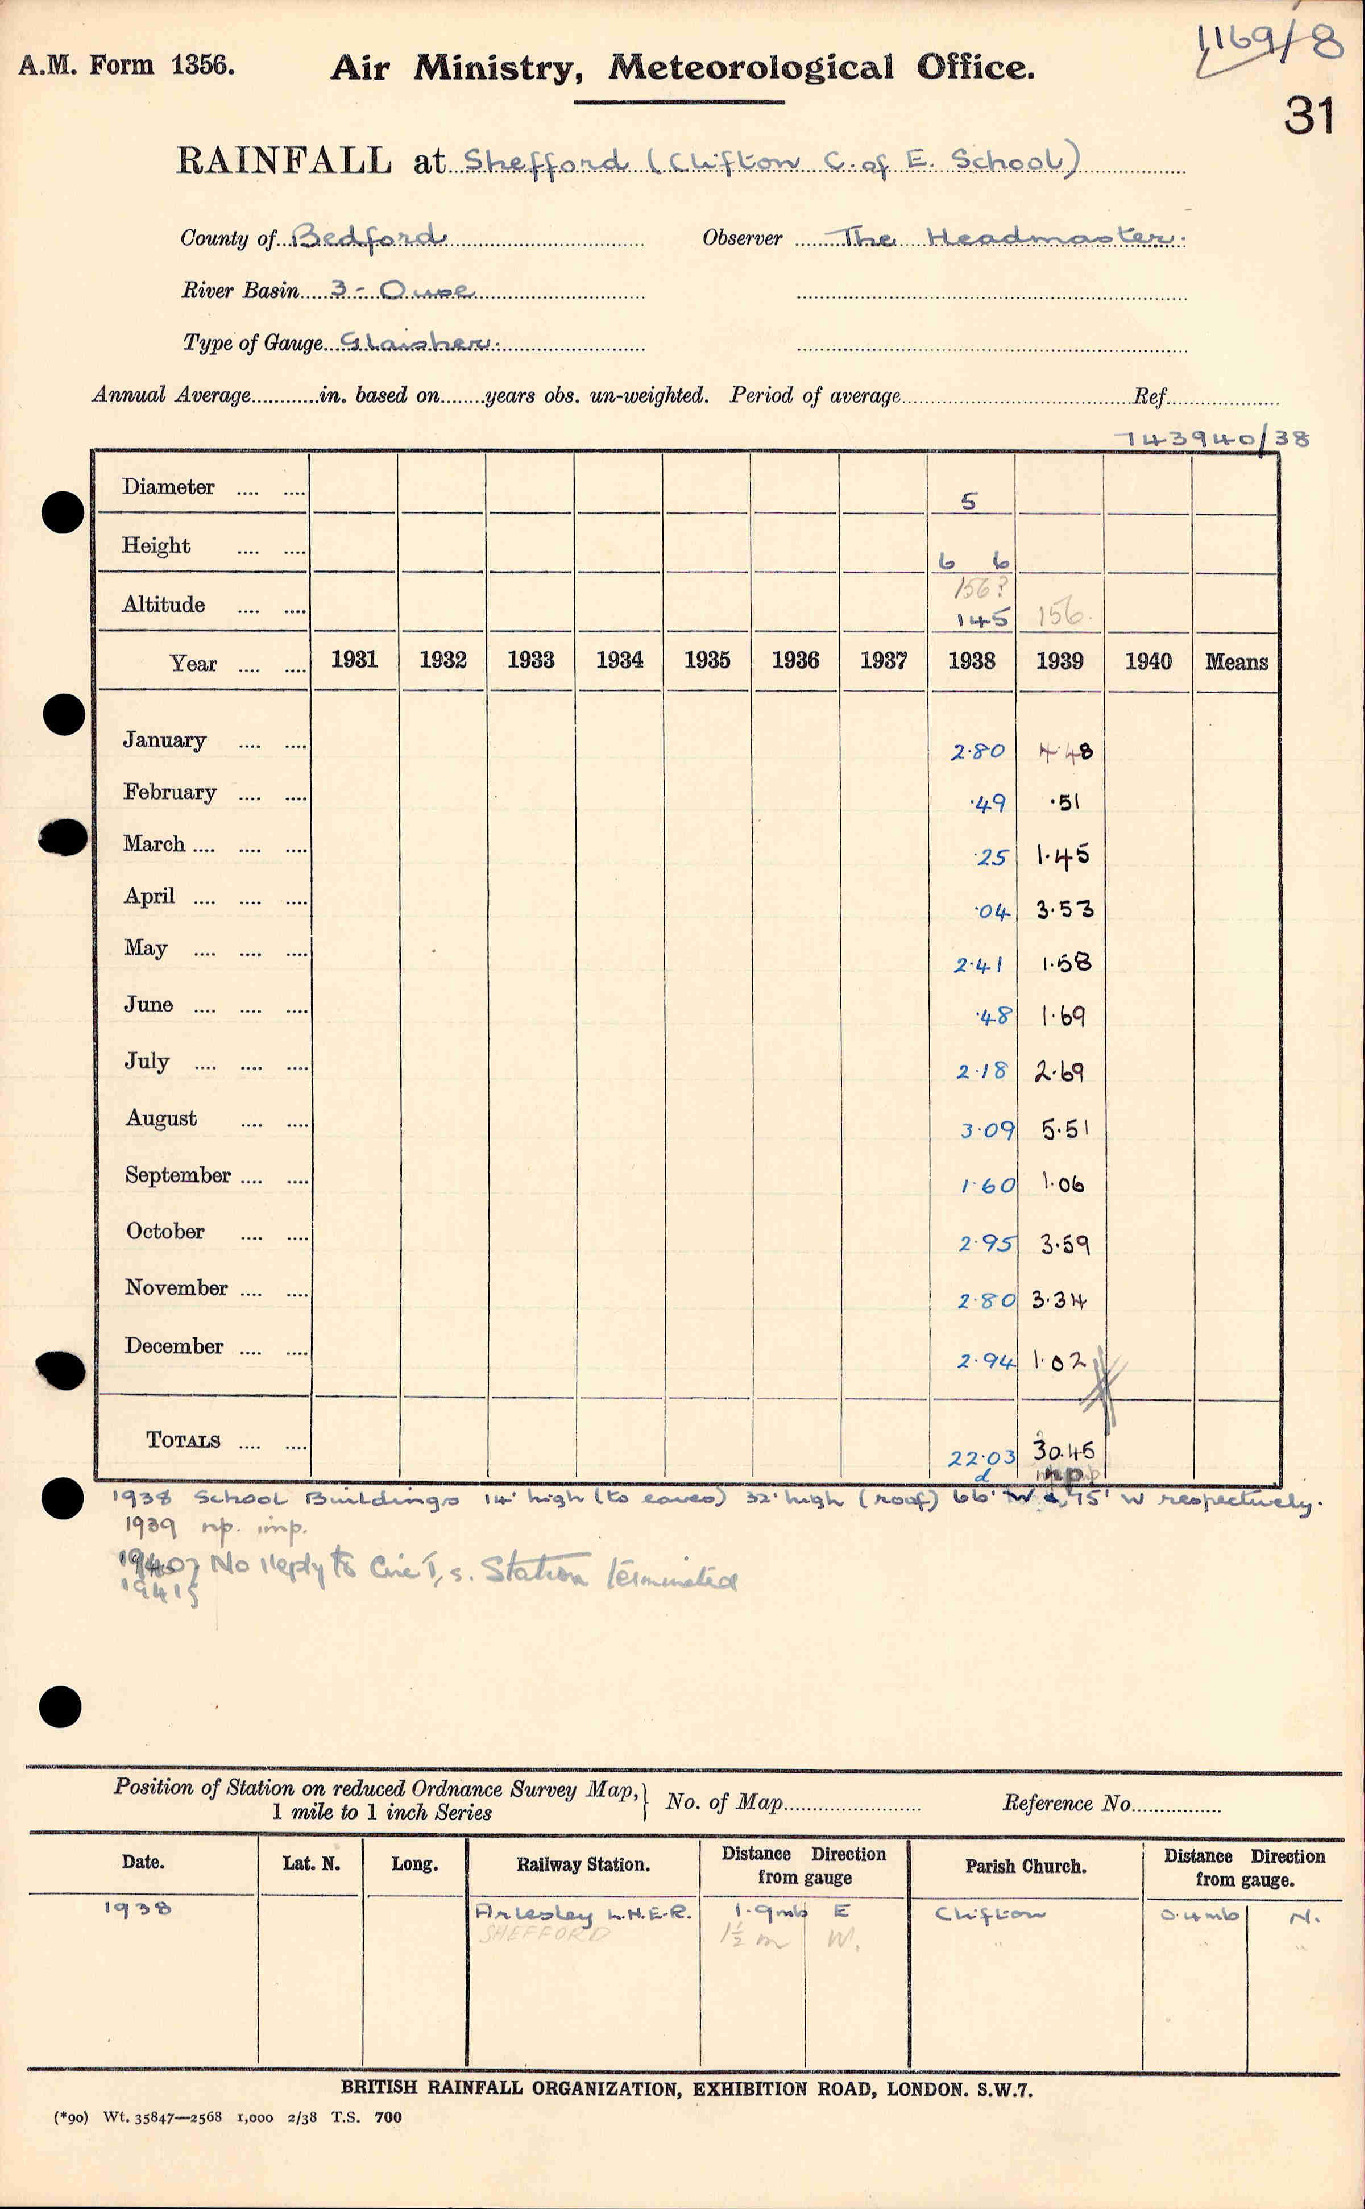 1169/8
A.M. Form 1356. Air Ministry, Meteorological Office.
31
RAINFALL at Shefford (Clifton C. of E. School)
County of Bedford Observer The Headmaster.
River Basin 3 - Ouse
Type of Gauge Glaisher.
Annual Average............in. based on........years obs. un-weighted. Period of average...............Ref...............
743940/38
Diameter .... .... 5
Height .... .... 6 6
156?
Altitude .... .... 145 156.
Year .... .... 1931 1932 1933 1934 1935 1936 1937 1938 1939 1940 Means
January .... .... 2.80 4.48
February .... .... .49 .51
March .... .... .... .25 1.45
April .... .... .... .04 3.53
May .... .... .... 2.41 1.58
June .... .... .... .48 1.69
July .... .... .... 2.18 2.69
August .... .... 3.09 5.51
September .... .... 1.60 1.06
October .... .... 2.95 3.59
November .... .... 2.80 3.34
December .... .... 2.94 1.02
TOTALS .... .... 22.03 30.45
d np
1938 School Buildings 14' high (to eaves) 32' high (roof) 66' W & 75' W respectively.
1939 np. imp.
1940} No reply to Circ I, s. Station terminated
1941}
Position of Station on reduced Ordnance Survey Map,} No. of Map............ Reference No............
1 mile to 1 inch Series
Date. Lat. N. Long. Railway Station. Distance Direction from gauge Parish Church. Distance Direction from gauge.
1938 Arlesley L.N.E.R. 1.9 mls E Clifton 0.4 mls N.
SHEFFORD 1½ m W. " " "
BRITISH RAINFALL ORGANIZATION, EXHIBITION ROAD, LONDON. S.W.7.
(*90) Wt. 35847—2568 1,000 2/38 T.S. 700